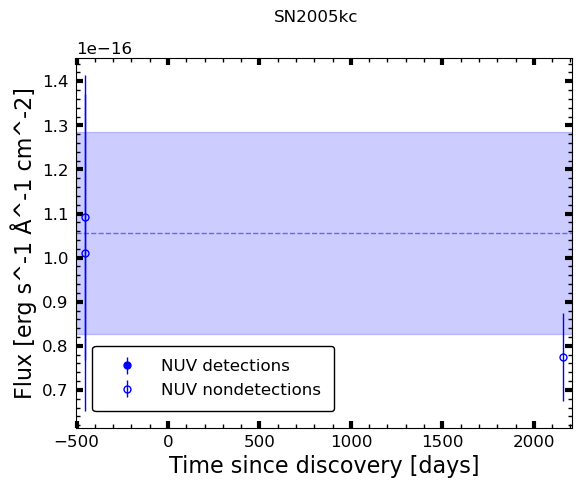 SN2005kc
1e−16
1.4
1.3
1.2
1.1
1.0
0.9
0.8
0.7
Flux [erg s^-1 Å^-1 cm^-2]
NUV detections
NUV nondetections
−500 0 500 1000 1500 2000
Time since discovery [days]